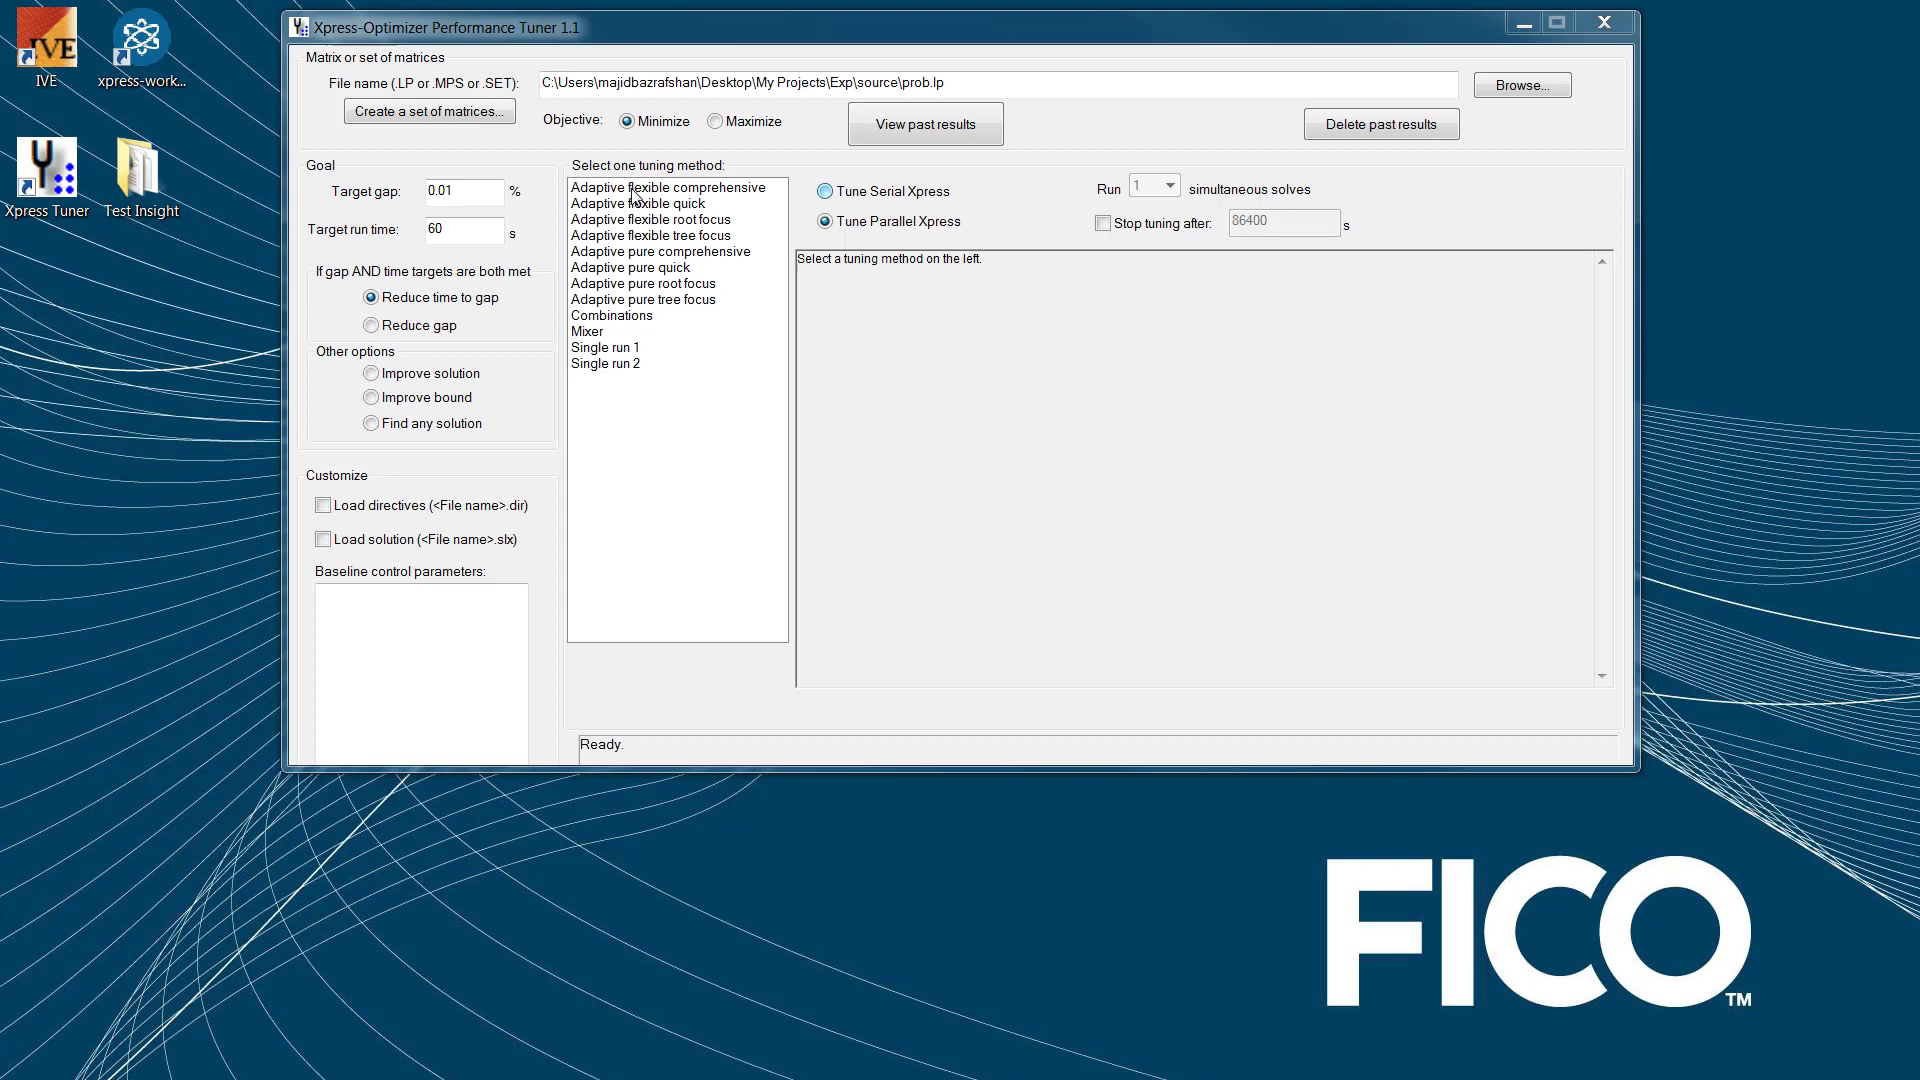 IVE
IVE
xpress-work...
Xpress Tuner
Test Insight
Xpress-Optimizer Performance Tuner 1.1
Matrix or set of matrices
File name (.LP or .MPS or .SET):
C:\Users\majidbazrafshan\Desktop\My Projects\Exp\source\prob.lp
Browse...
Create a set of matrices...
Objective:
Minimize
Maximize
View past results
Delete past results
Goal
Target gap:
0.01
%
Target run time:
60
s
If gap AND time targets are both met
Reduce time to gap
Reduce gap
Other options
Improve solution
Improve bound
Find any solution
Customize
Load directives (<File name>.dir)
Load solution (<File name>.slx)
Baseline control parameters:
Select one tuning method:
Adaptive flexible comprehensive
Adaptive flexible quick
Adaptive flexible root focus
Adaptive flexible tree focus
Adaptive pure comprehensive
Adaptive pure quick
Adaptive pure root focus
Adaptive pure tree focus
Combinations
Mixer
Single run 1
Single run 2
Tune Serial Xpress
Tune Parallel Xpress
Run
1
simultaneous solves
Stop tuning after:
86400
s
Select a tuning method on the left.
Ready.
FICO TM